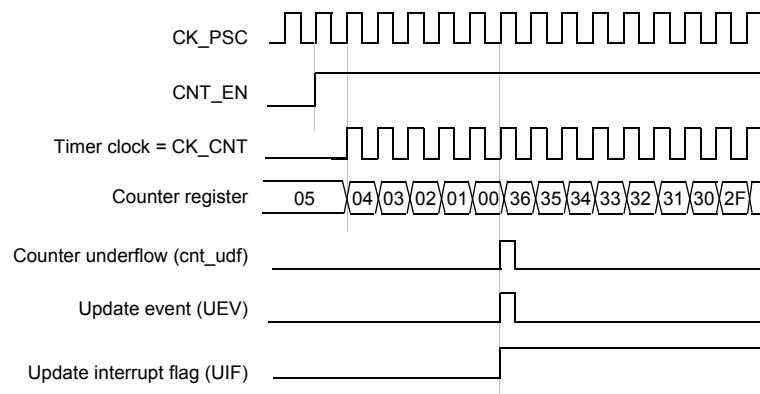 CK_PSC
CNT_EN
Timer clock = CK_CNT
Counter register 05 04 03 02 01 00 36 35 34 33 32 31 30 2F
Counter underflow (cnt_udf)
Update event (UEV)
Update interrupt flag (UIF)